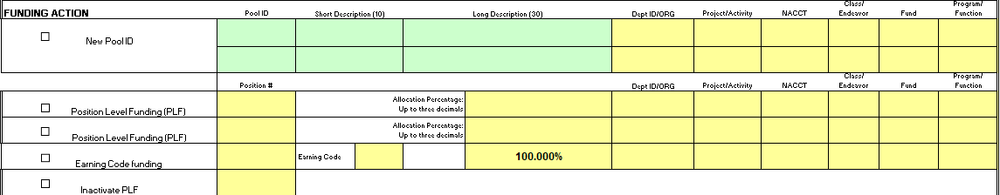 FUNDING ACTION Pool ID Short Description (10) Long Description (30) Dept ID/ORG Project/Activity NACCT Class/ Endeavor Fund Program/ Function
New Pool ID
Position # Dept ID/ORG Project/Activity NACCT Class/ Endeavor Fund Program/ Function
Position Level Funding (PLF) Allocation Percentage: Up to three decimals
Position Level Funding (PLF) Allocation Percentage: Up to three decimals
Earning Code funding Earning Code 100.000%
Inactivate PLF